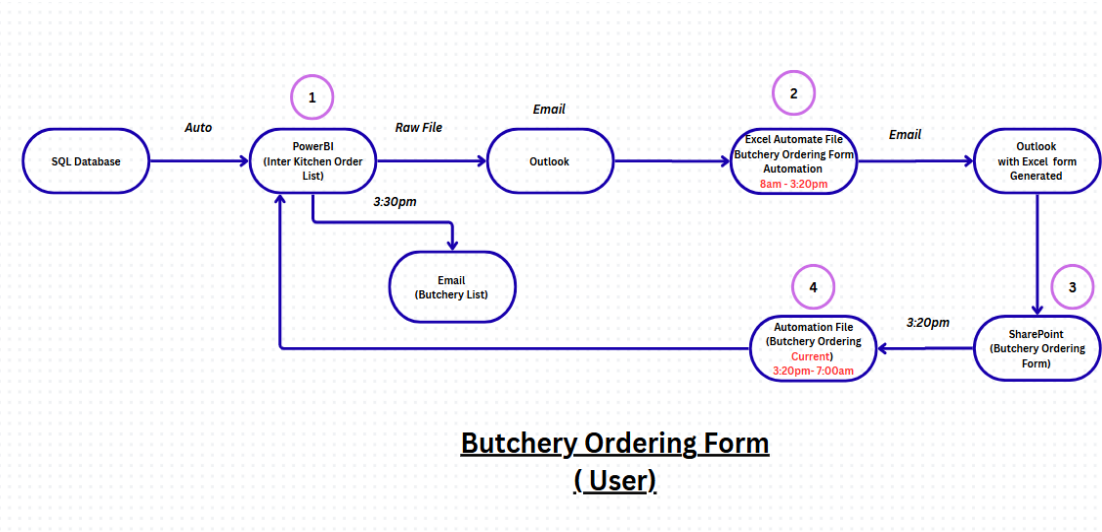 1
2
Auto
Raw File
Email
Email
SQL Database
PowerBI
(Inter Kitchen Order
List)
Outlook
Excel Automate File
Butchery Ordering Form
Automation
8am - 3:20pm
Outlook
with Excel form
Generated
3:30pm
Email
(Butchery List)
4
3
3:20pm
Automation File
(Butchery Ordering
Current)
3:20pm- 7:00am
SharePoint
(Butchery Ordering
Form)
Butchery Ordering Form
( User)